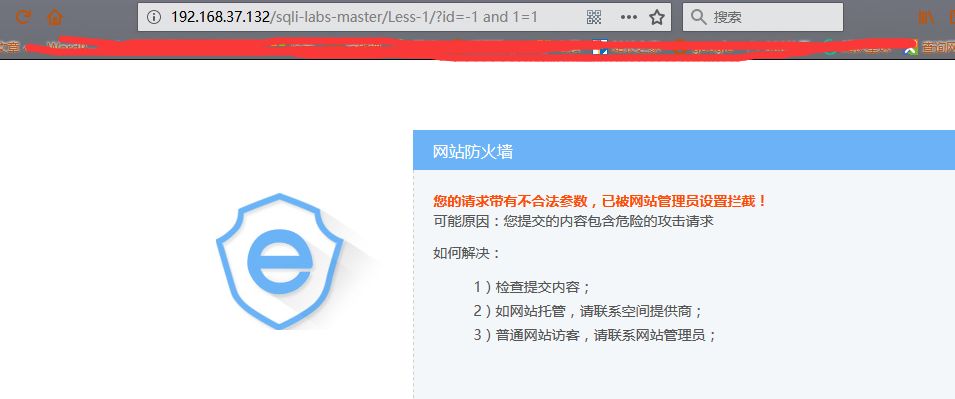 192.168.37.132/sqli-labs-master/Less-1/?id=-1 and 1=1
搜索
网站防火墙
您的请求带有不合法参数，已被网站管理员设置拦截！
可能原因：您提交的内容包含危险的攻击请求
如何解决：
1）检查提交内容；
2）如网站托管，请联系空间提供商；
3）普通网站访客，请联系网站管理员；